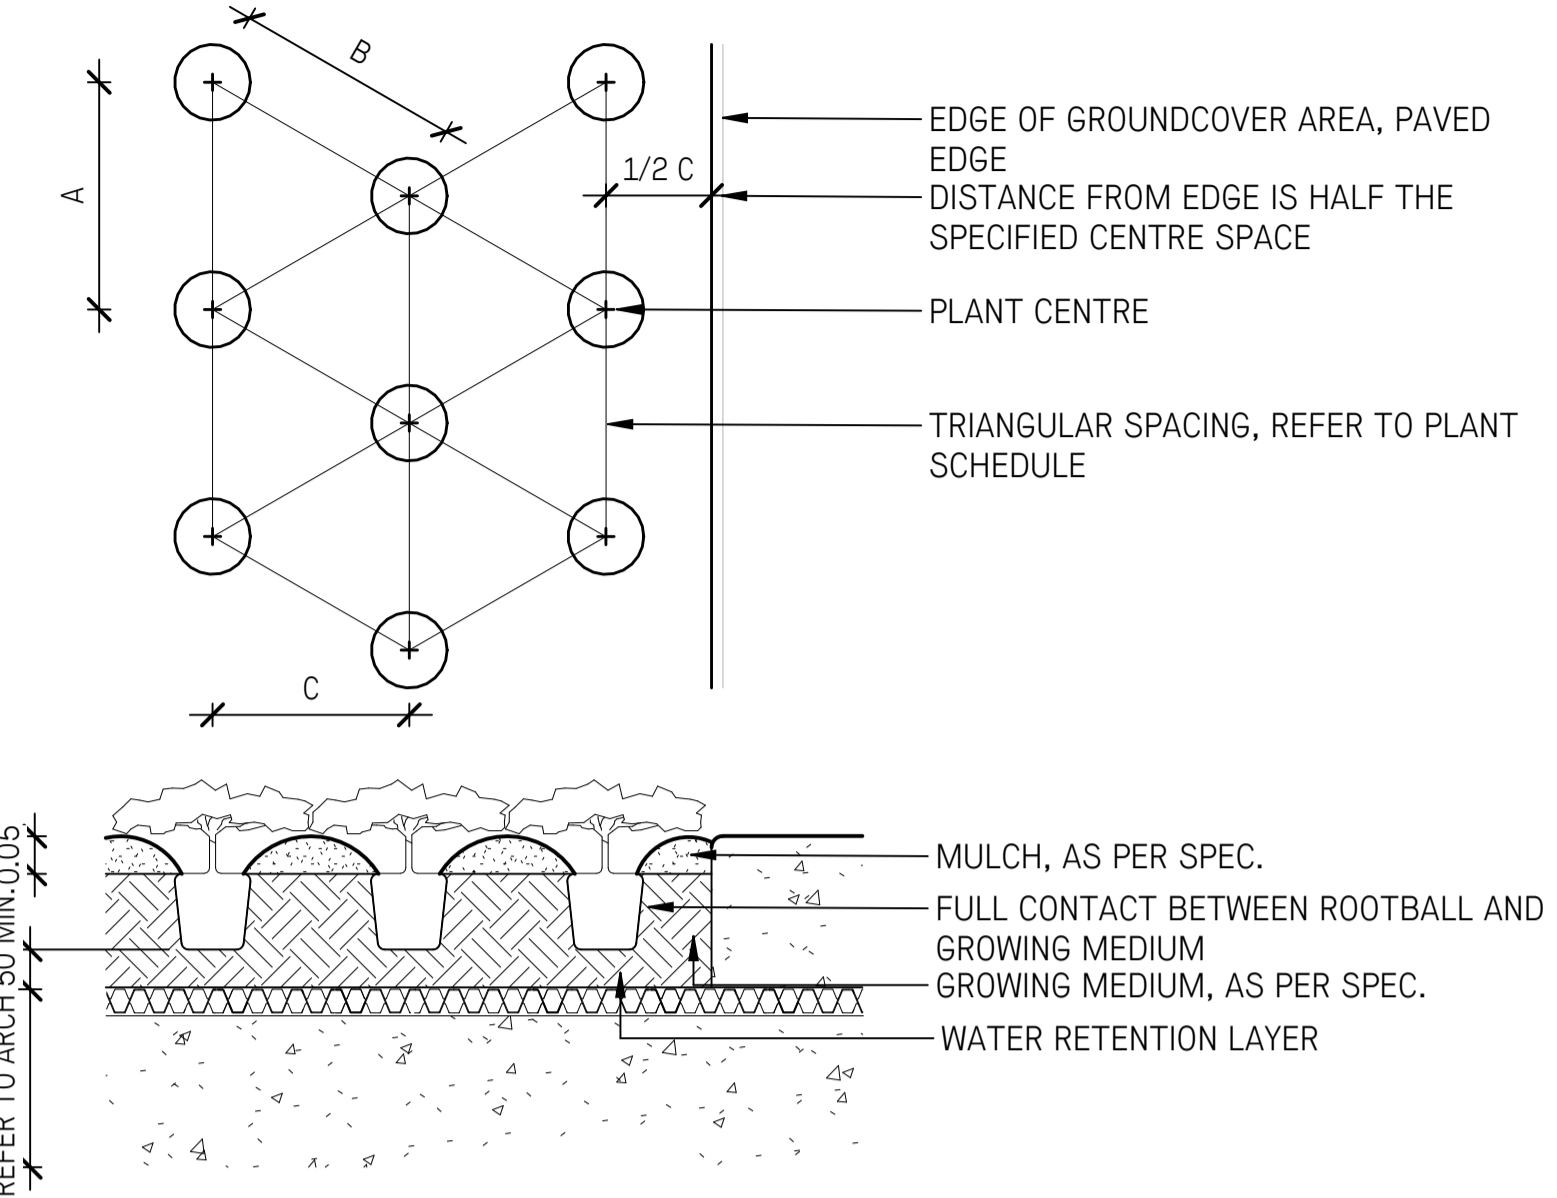 B
EDGE OF GROUNDCOVER AREA, PAVED
EDGE
1/2 C
A
DISTANCE FROM EDGE IS HALF THE
SPECIFIED CENTRE SPACE
PLANT CENTRE
TRIANGULAR SPACING, REFER TO PLANT
SCHEDULE
C
MULCH, AS PER SPEC.
FULL CONTACT BETWEEN ROOTBALL AND
GROWING MEDIUM
GROWING MEDIUM, AS PER SPEC.
WATER RETENTION LAYER
REFER TO ARCH 50 MIN. 0.05